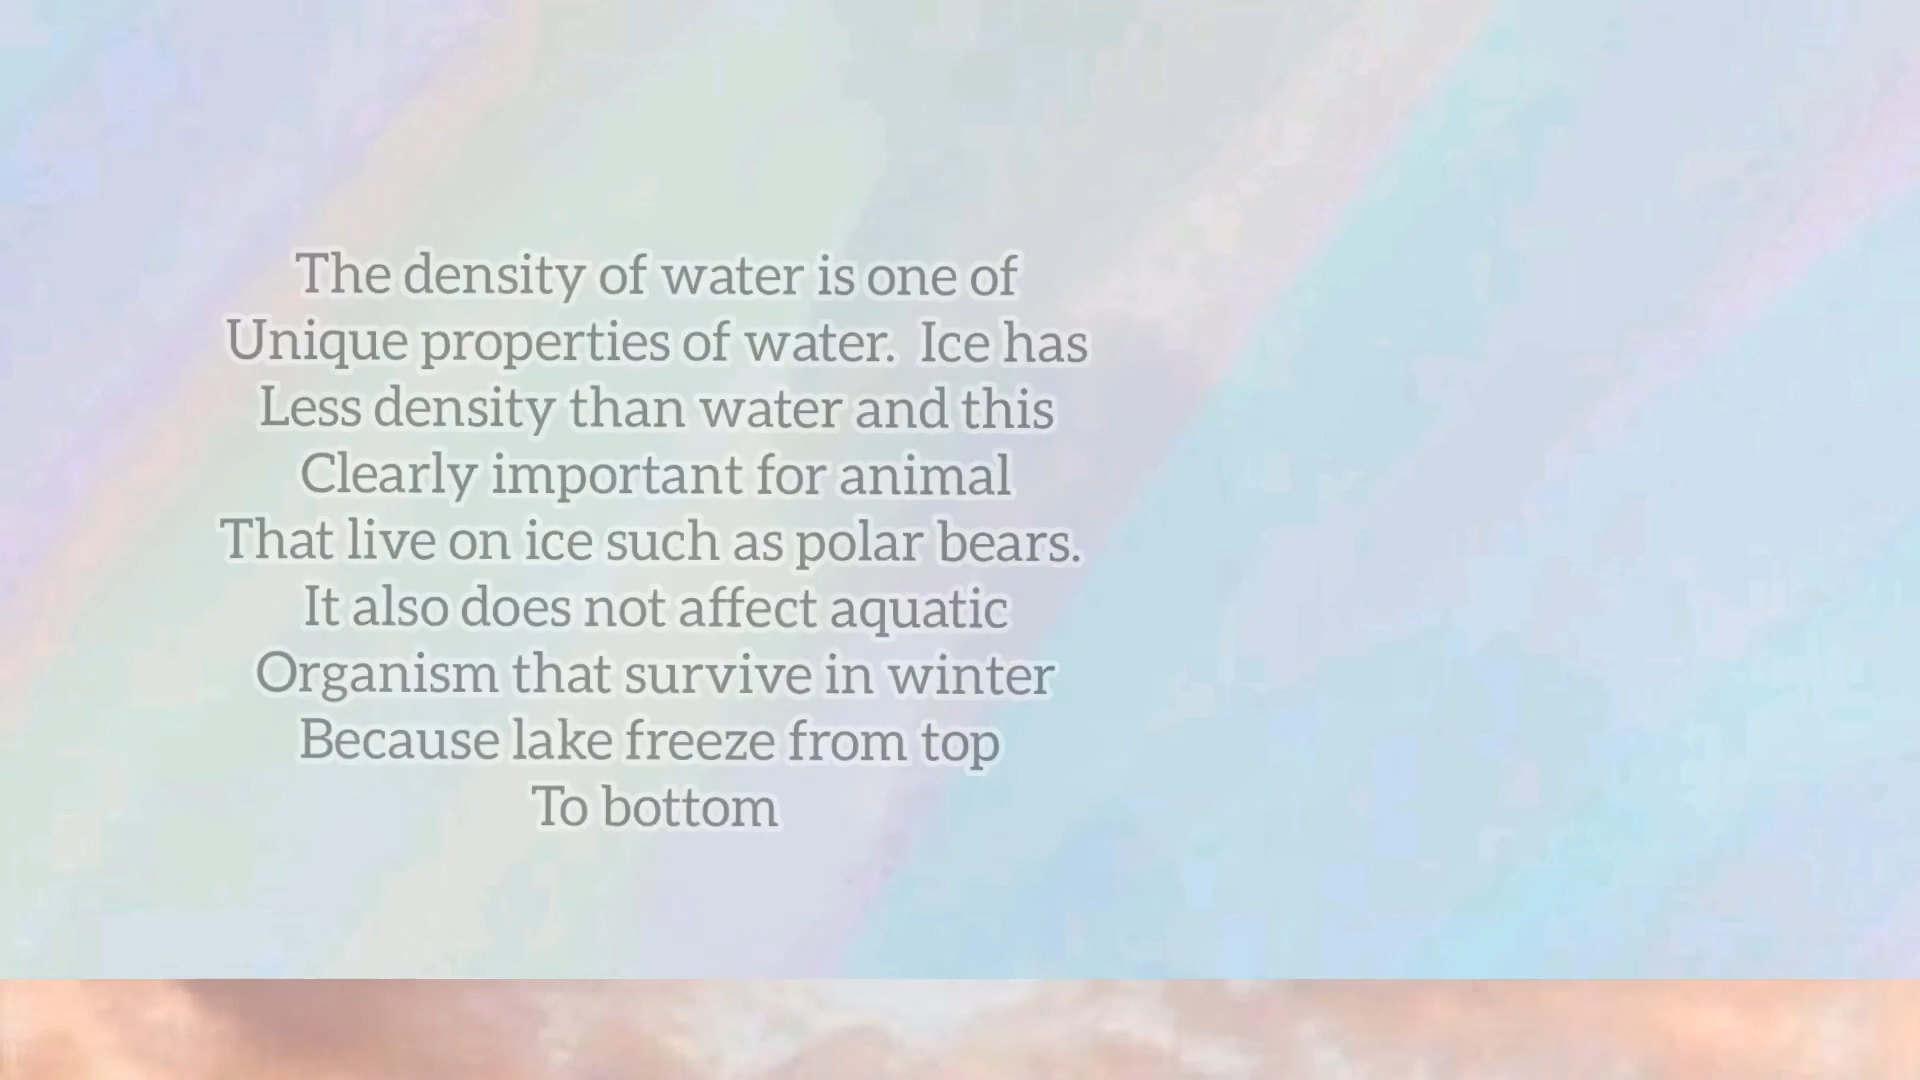 The density of water is one of
Unique properties of water. Ice has
Less density than water and this
Clearly important for animal
That live on ice such as polar bears.
It also does not affect aquatic
Organism that survive in winter
Because lake freeze from top
To bottom